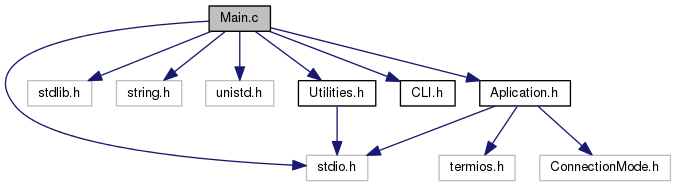 Main.c
stdlib.h
string.h
unistd.h
Utilities.h
CLI.h
Aplication.h
stdio.h
termios.h
ConnectionMode.h